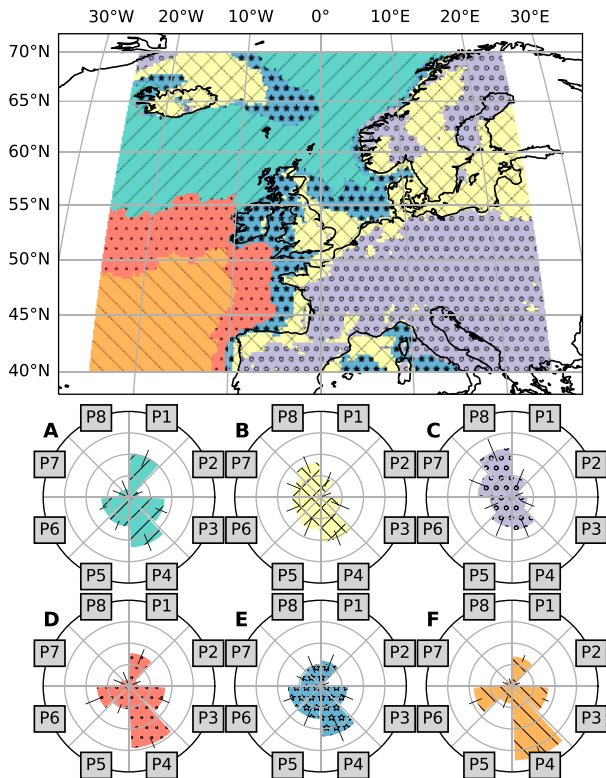 30°W 20°W 10°W 0° 10°E 20°E 30°E
70°N
65°N
60°N
55°N
50°N
45°N
40°N
A P8 P1 B P8 P1 C P8 P1
P7 P2 P7 P2 P7 P2
P6 P3 P6 P3 P6 P3
P5 P4 P5 P4 P5 P4
D P8 P1 E P8 P1 F P8 P1
P7 P2 P7 P2 P7 P2
P6 P3 P6 P3 P6 P3
P5 P4 P5 P4 P5 P4